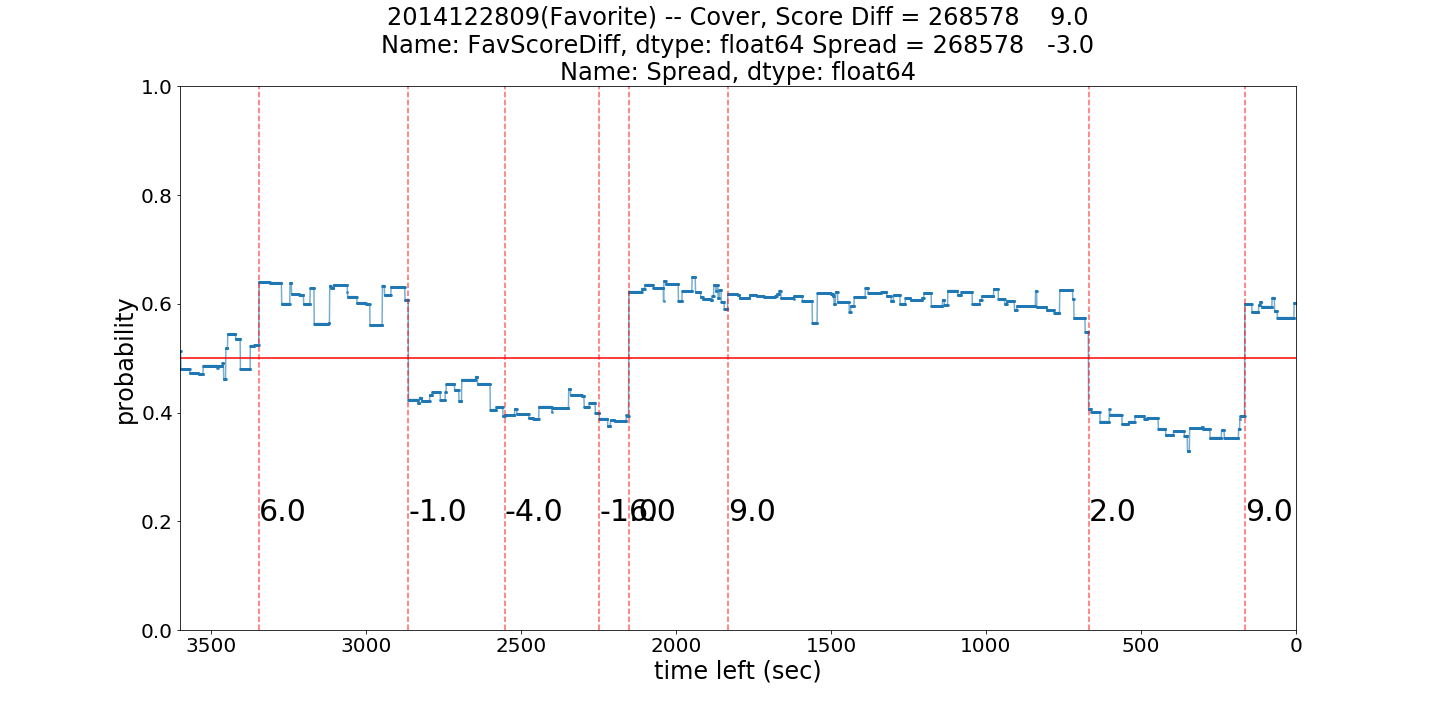 2014122809(Favorite) -- Cover, Score Diff = 268578    9.0
Name: FavScoreDiff, dtype: float64 Spread = 268578   -3.0
Name: Spread, dtype: float64
1.0
0.8
0.6
0.4
0.2
0.0
probability
6.0
-1.0
-4.0
9.0
2.0
9.0
3500 3000 2500 2000 1500 1000 500 0
time left (sec)